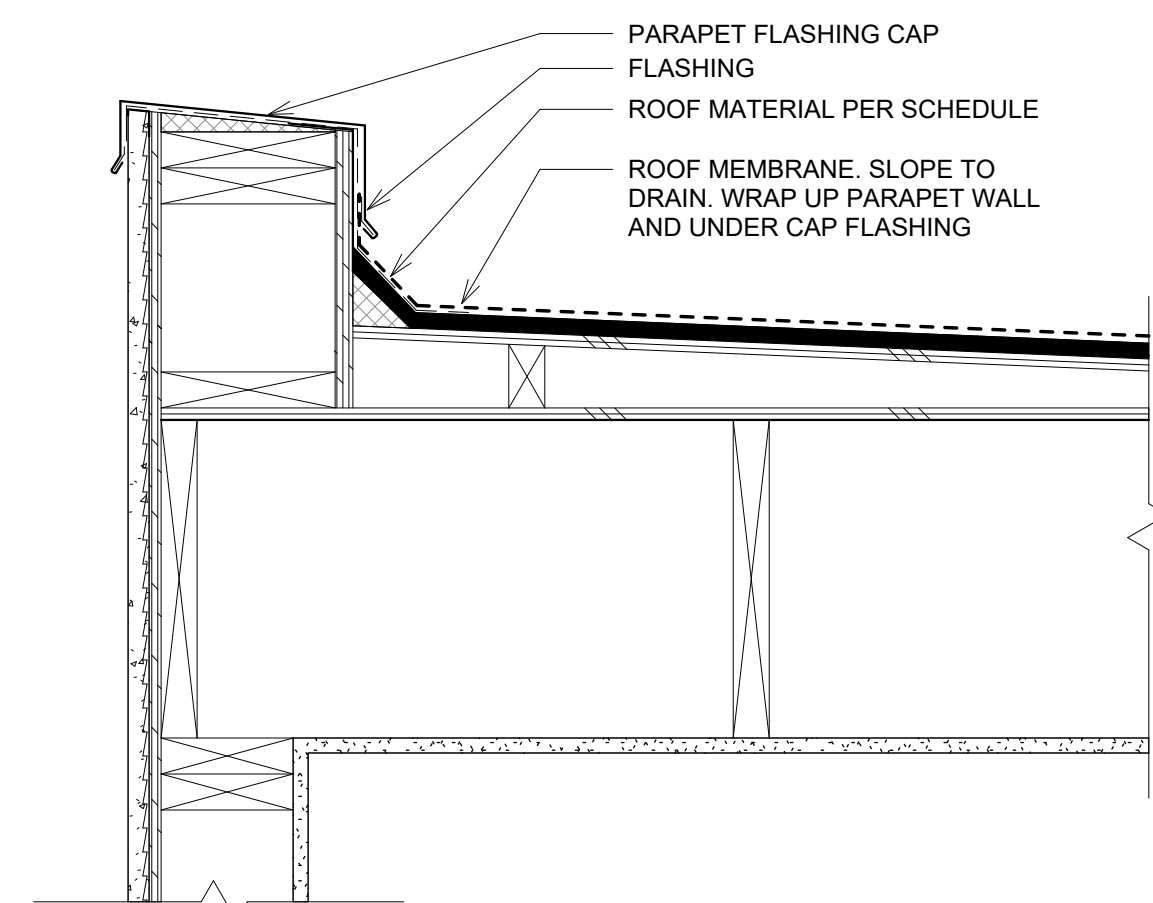 PARAPET FLASHING CAP
FLASHING
ROOF MATERIAL PER SCHEDULE
ROOF MEMBRANE. SLOPE TO
DRAIN. WRAP UP PARAPET WALL
AND UNDER CAP FLASHING